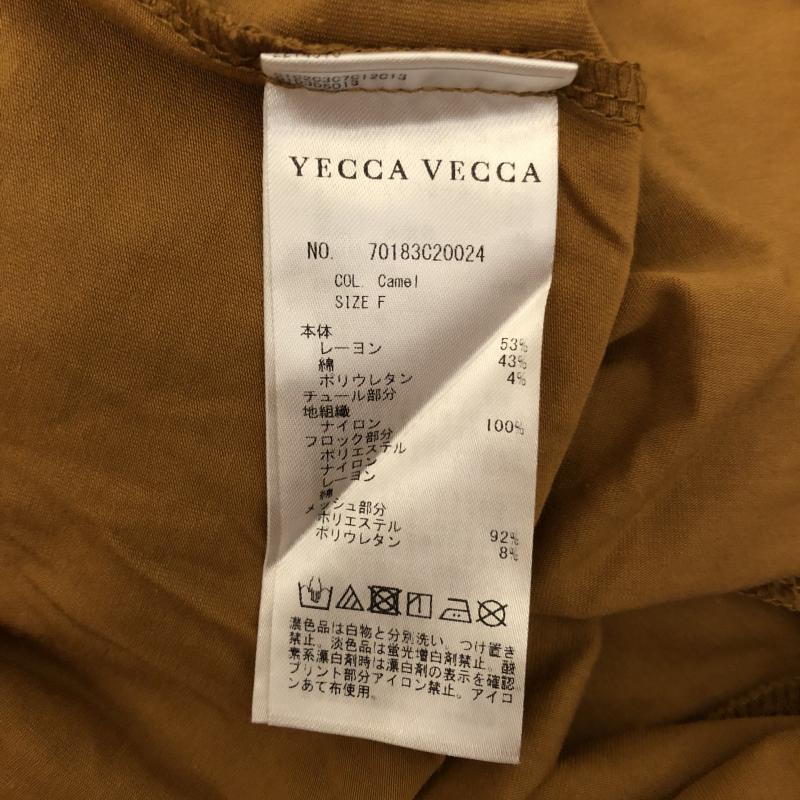 YECCA VECCA
NO. 70183C20024
COL. Camel
SIZE F
本体
レーヨン 53%
綿 43%
ポリウレタン 4%
チュール部分
地組織
ナイロン 100%
フロック部分
ポリエステル
ナイロン
レーヨン
綿
メッシュ部分
ポリエステル 92%
ポリウレタン 8%
濃色品は白物と分別洗い。つけ置き
禁止。淡色品は蛍光増白剤禁止。酸
素系漂白剤時は漂白剤の表示を確認。
プリント部分アイロン禁止。アイロ
ンあて布使用。